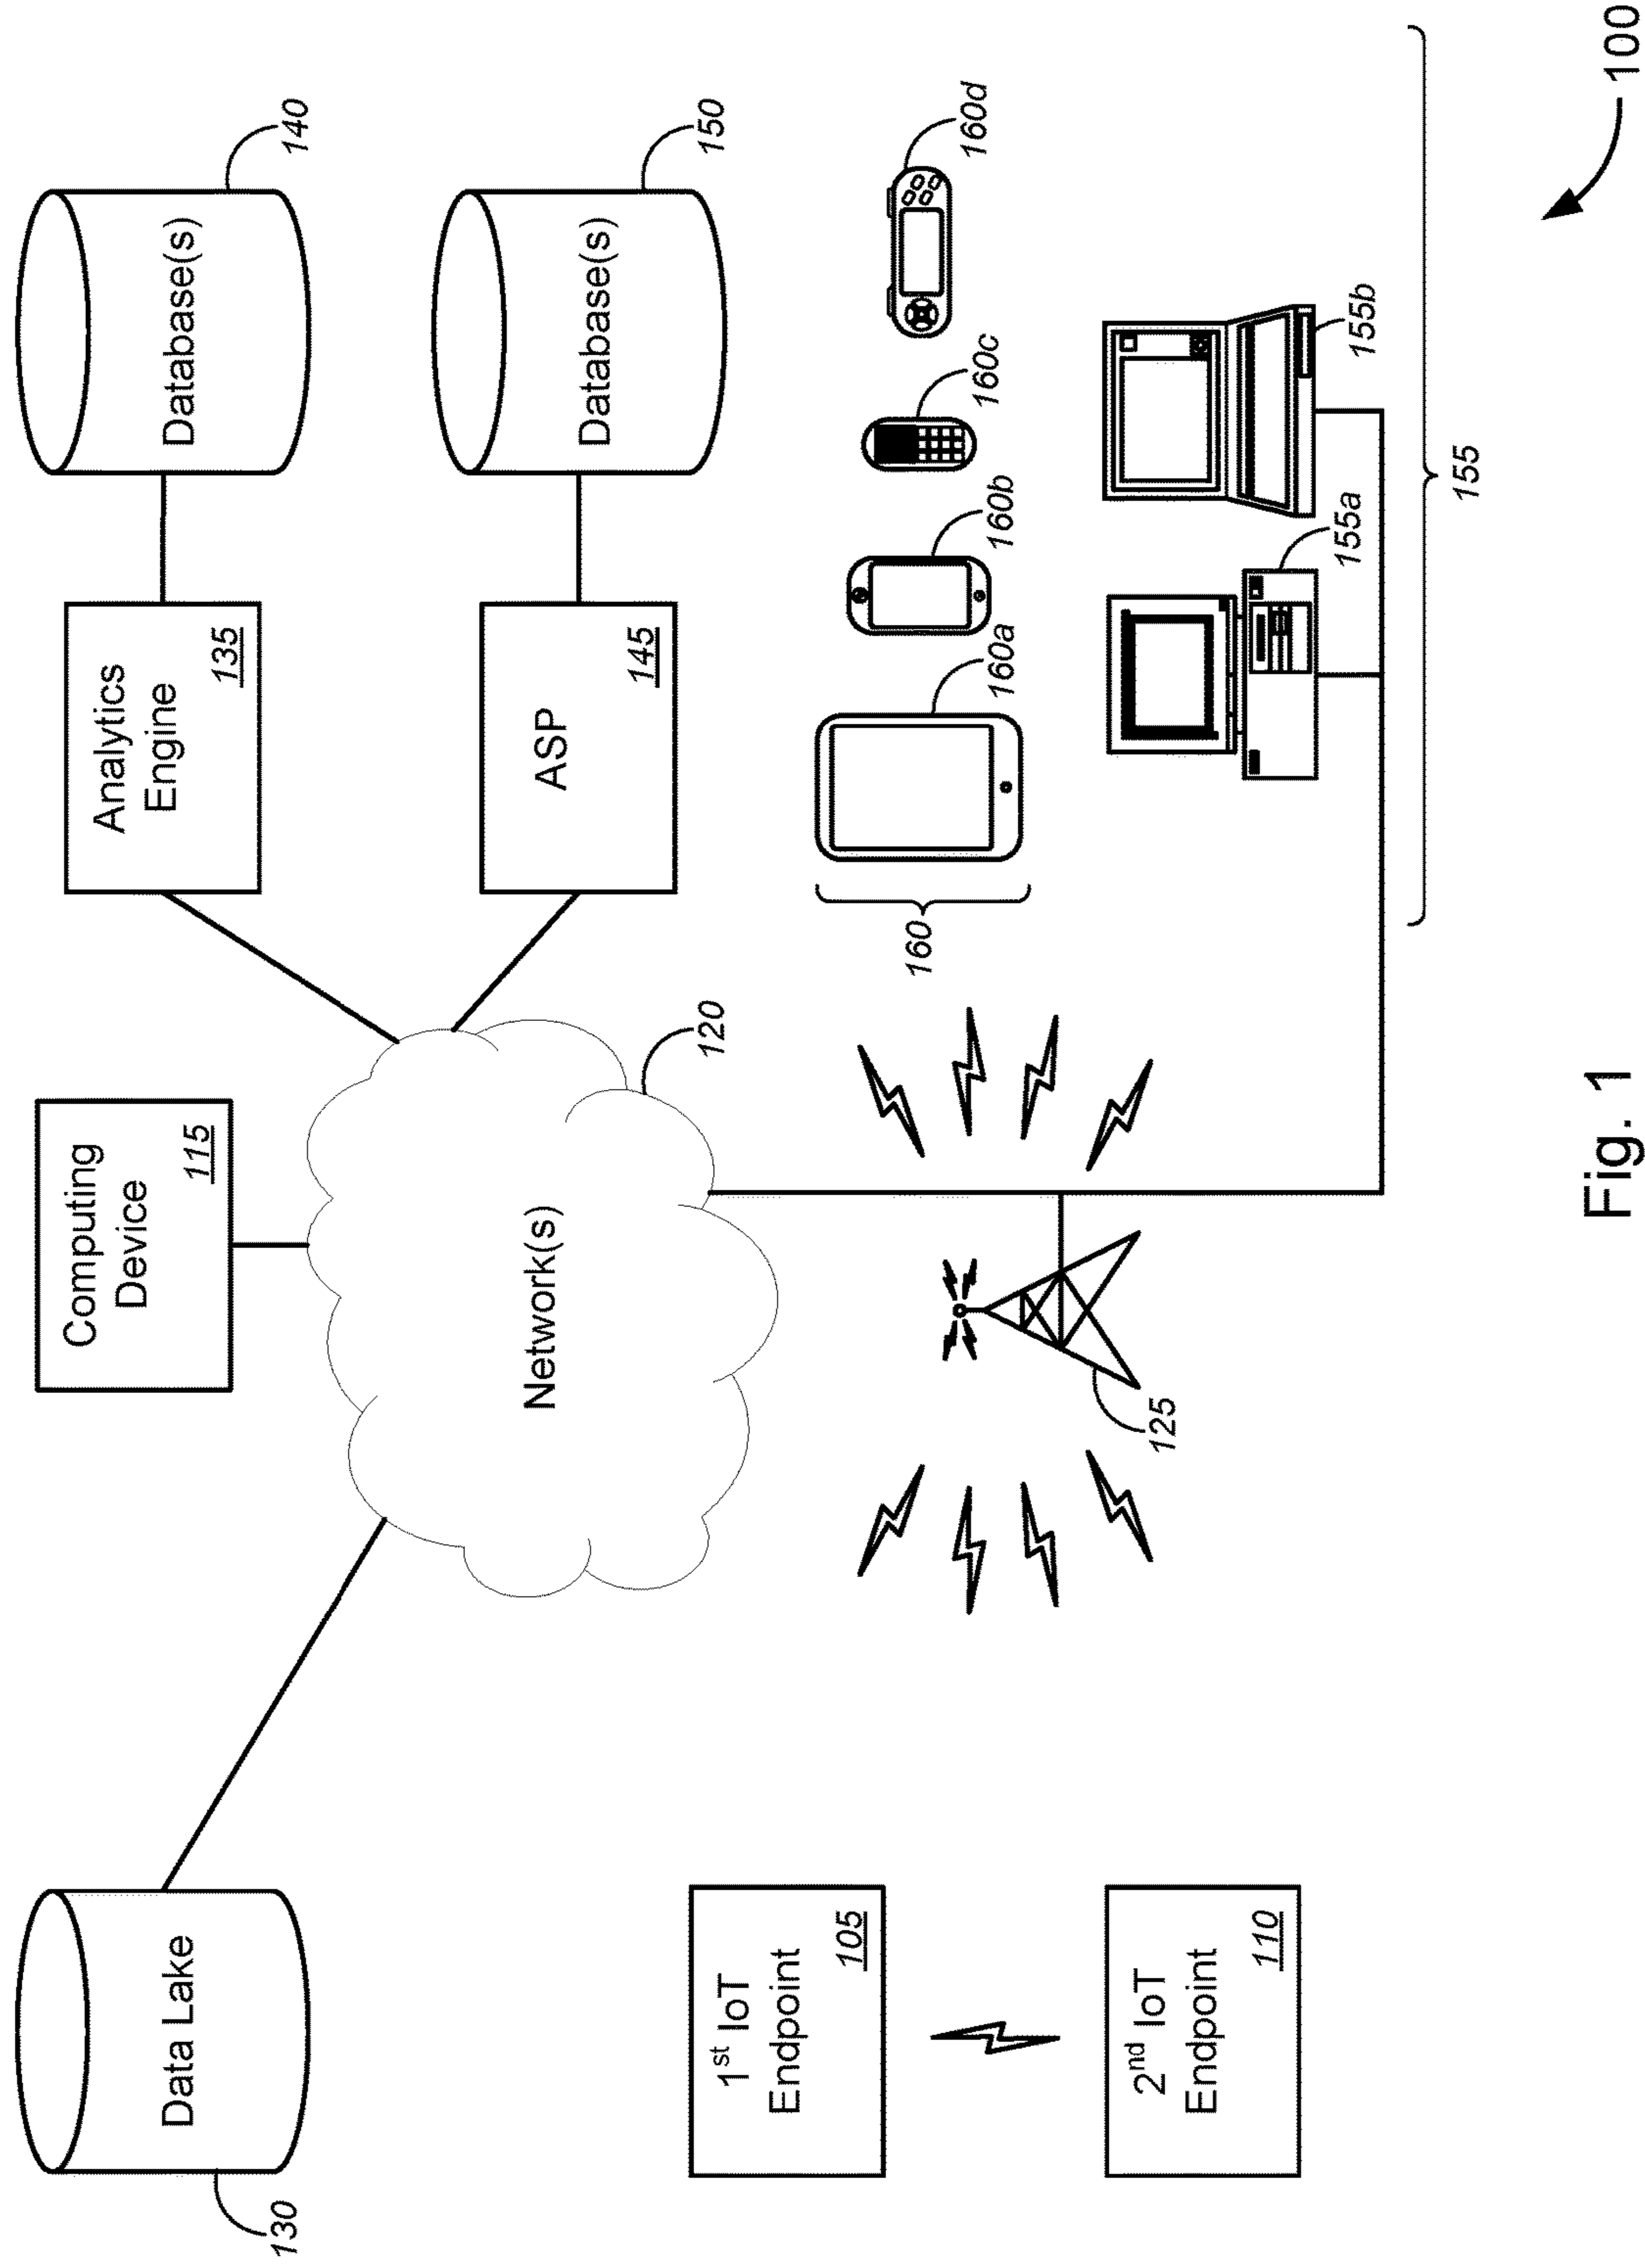 Data Lake
130
Computing
Device
115
Analytics
Engine
135
Database(s)
140
Network(s)
120
ASP
145
Database(s)
150
1st IoT
Endpoint
105
2nd IoT
Endpoint
110
125
160
160a
160b
160c
160d
155a
155b
155
Fig. 1
100